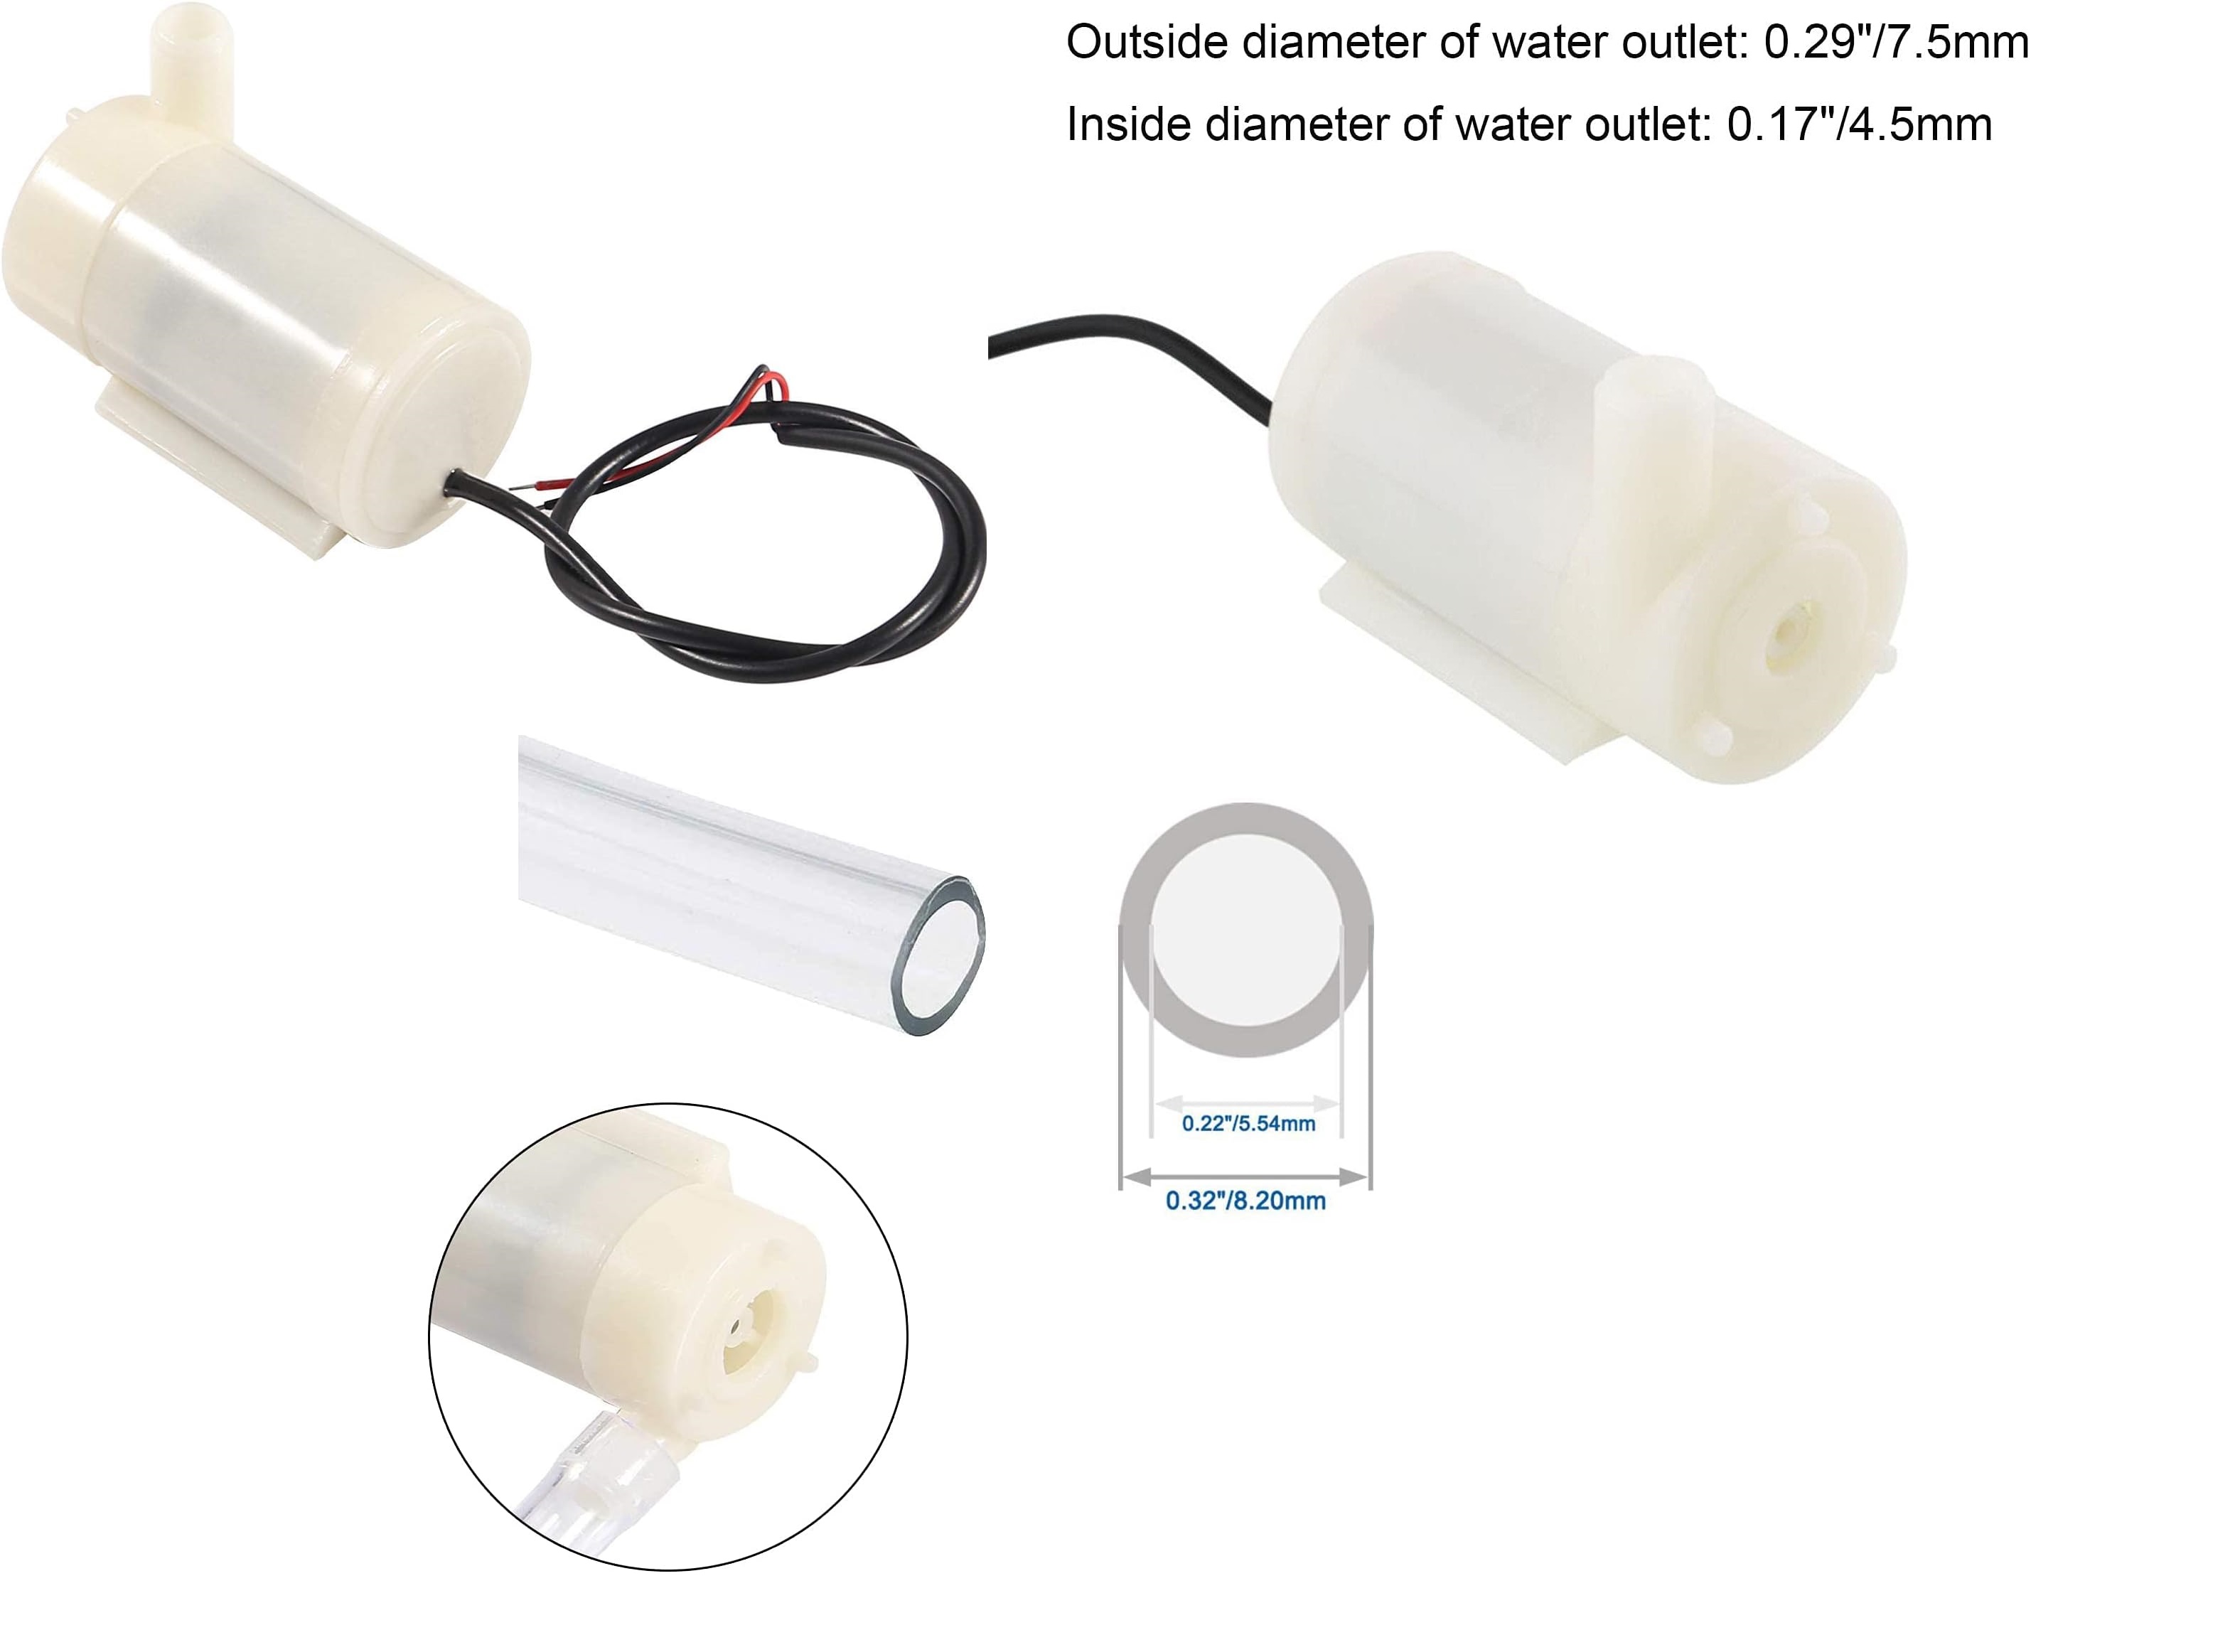 Outside diameter of water outlet: 0.29"/7.5mm
Inside diameter of water outlet: 0.17"/4.5mm
0.22"/5.54mm
0.32"/8.20mm